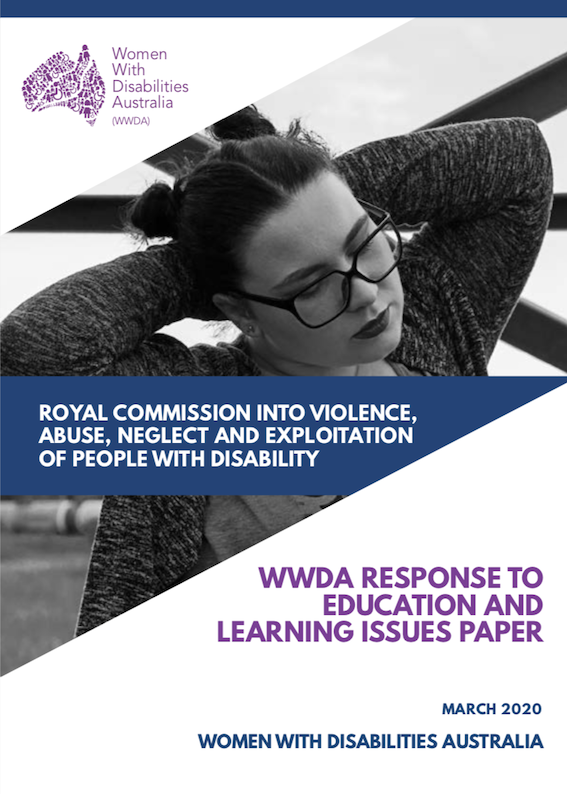 Women
With
Disabilities
Australia
(WWDA)
ROYAL COMMISSION INTO VIOLENCE,
ABUSE, NEGLECT AND EXPLOITATION
OF PEOPLE WITH DISABILITY
WWDA RESPONSE TO
EDUCATION AND
LEARNING ISSUES PAPER
MARCH 2020
WOMEN WITH DISABILITIES AUSTRALIA